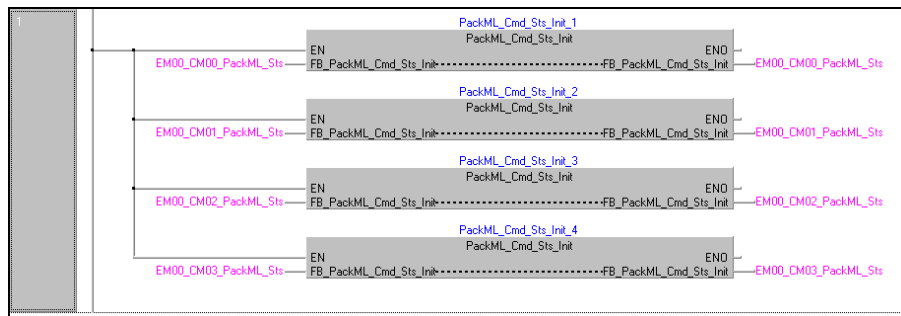 1
PackML_Cmd_Sts_Init_1
PackML_Cmd_Sts_Init
EN ENO
EM00_CM00_PackML_Sts FB_PackML_Cmd_Sts_Init FB_PackML_Cmd_Sts_Init EM00_CM00_PackML_Sts
PackML_Cmd_Sts_Init_2
PackML_Cmd_Sts_Init
EN ENO
EM00_CM01_PackML_Sts FB_PackML_Cmd_Sts_Init FB_PackML_Cmd_Sts_Init EM00_CM01_PackML_Sts
PackML_Cmd_Sts_Init_3
PackML_Cmd_Sts_Init
EN ENO
EM00_CM02_PackML_Sts FB_PackML_Cmd_Sts_Init FB_PackML_Cmd_Sts_Init EM00_CM02_PackML_Sts
PackML_Cmd_Sts_Init_4
PackML_Cmd_Sts_Init
EN ENO
EM00_CM03_PackML_Sts FB_PackML_Cmd_Sts_Init FB_PackML_Cmd_Sts_Init EM00_CM03_PackML_Sts